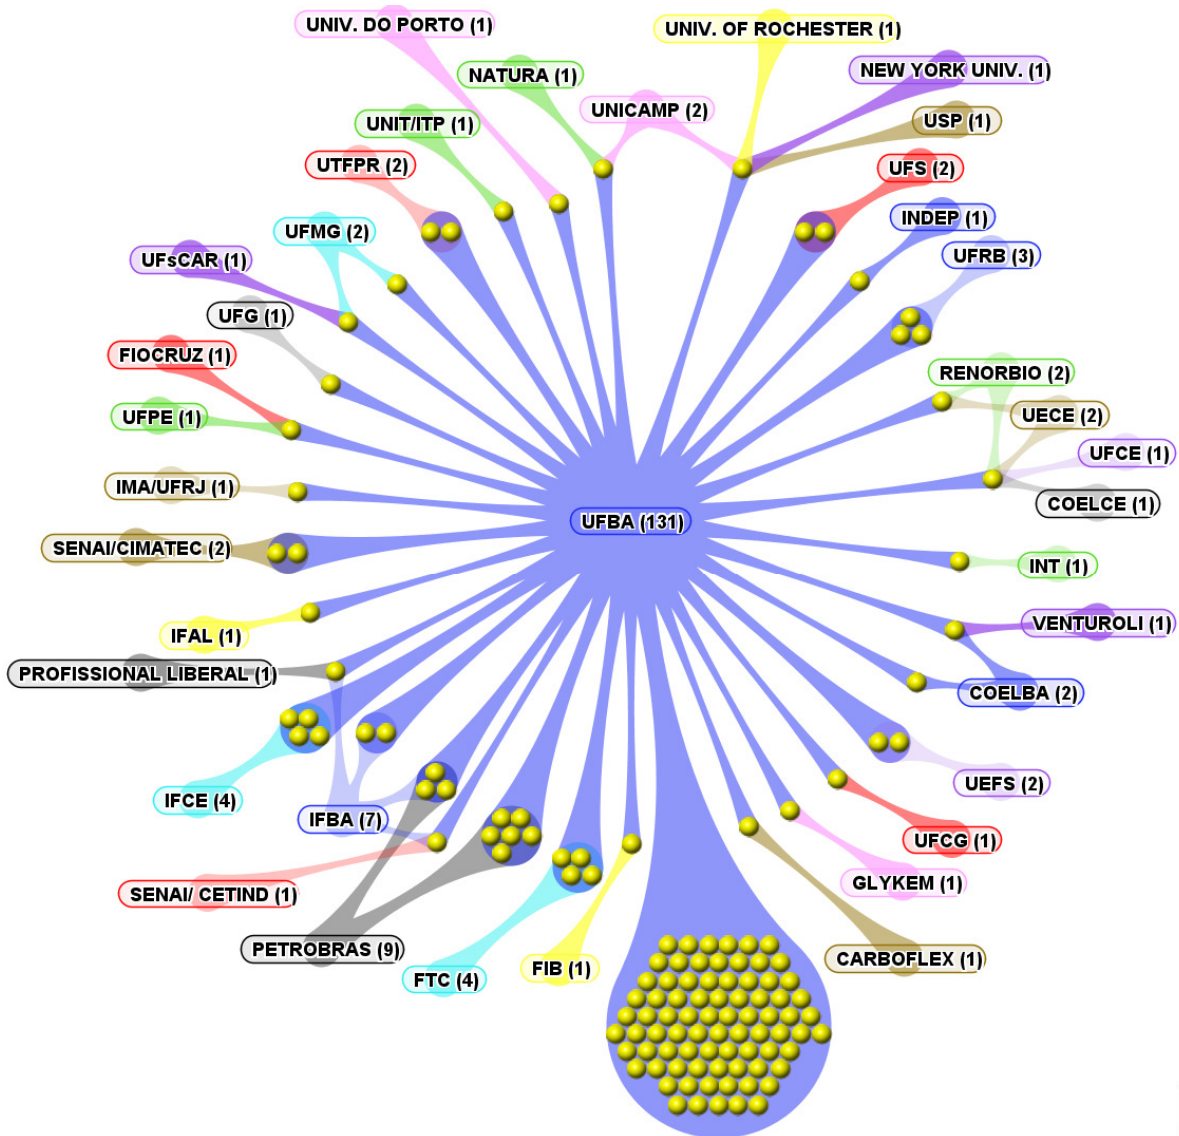 UNIV. DO PORTO (1)
UNIV. OF ROCHESTER (1)
NATURA (1)
NEW YORK UNIV. (1)
UNICAMP (2)
UNIT/ITP (1)
USP (1)
UTFPR (2)
UFS (2)
INDEP (1)
UFMG (2)
UFRB (3)
UFsCAR (1)
UFG (1)
FIOCRUZ (1)
RENORBIO (2)
UFPE (1)
UECE (2)
UFCE (1)
IMA/UFRJ (1)
COELCE (1)
UFBA (131)
SENAI/CIMATEC (2)
INT (1)
VENTUROLI (1)
IFAL (1)
PROFISSIONAL LIBERAL (1)
COELBA (2)
UEFS (2)
IFCE (4)
IFBA (7)
UFCG (1)
GLYKEM (1)
SENAI/ CETIND (1)
PETROBRAS (9)
CARBOFLEX (1)
FIB (1)
FTC (4)